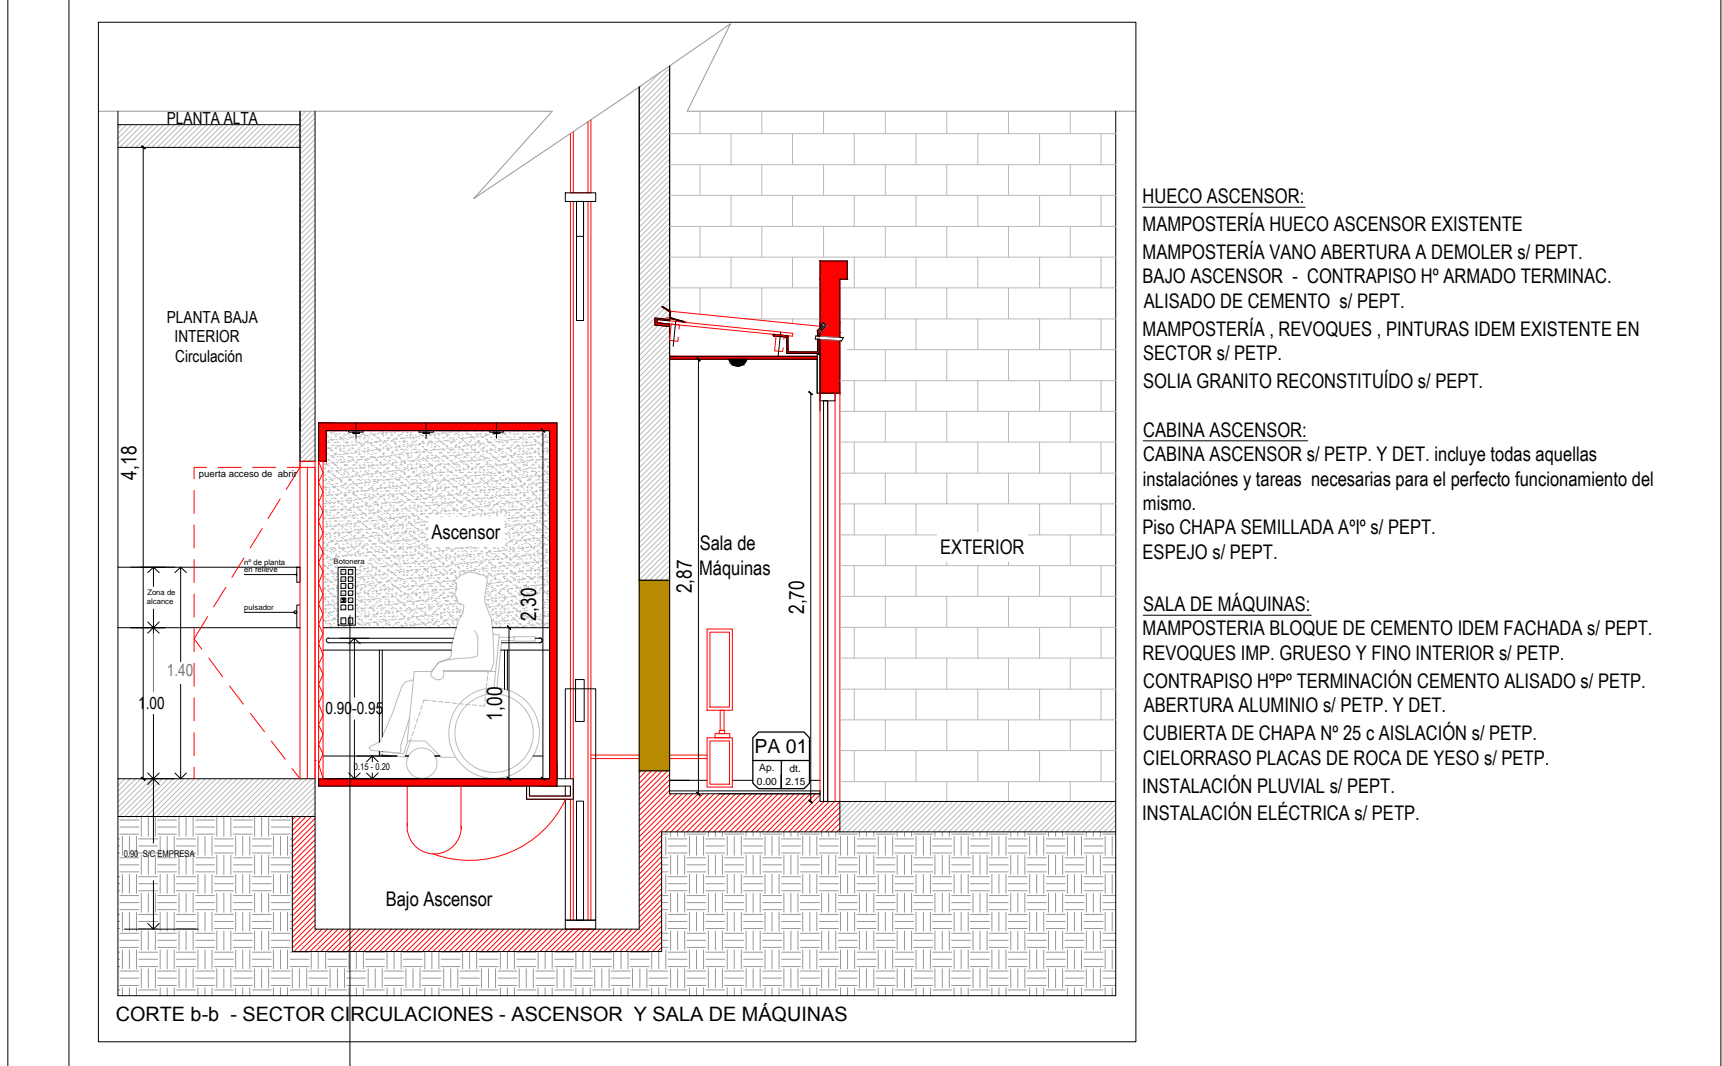 PLANTA ALTA
PLANTA BAJA
INTERIOR
Circulación
4,18
puerta acceso de abrir
nº de planta
en relieve
Zona de
alcance
pulsador
1.40
1.00
0.90 S/C EMPRESA
Ascensor
Botonera
2,30
0.90-0.95
1,00
0.15 - 0.20
Bajo Ascensor
Sala de
Máquinas
2,87
2,70
PA 01
Ap. dt.
0.00 2.15
EXTERIOR
CORTE b-b - SECTOR CIRCULACIONES - ASCENSOR Y SALA DE MÁQUINAS
HUECO ASCENSOR:
MAMPOSTERÍA HUECO ASCENSOR EXISTENTE
MAMPOSTERÍA VANO ABERTURA A DEMOLER s/ PEPT.
BAJO ASCENSOR - CONTRAPISO Hº ARMADO TERMINAC.
ALISADO DE CEMENTO s/ PEPT.
MAMPOSTERÍA , REVOQUES , PINTURAS IDEM EXISTENTE EN
SECTOR s/ PETP.
SOLIA GRANITO RECONSTITUÍDO s/ PEPT.
CABINA ASCENSOR:
CABINA ASCENSOR s/ PETP. Y DET. incluye todas aquellas
instalaciónes y tareas necesarias para el perfecto funcionamiento del
mismo.
Piso CHAPA SEMILLADA AºIº s/ PEPT.
ESPEJO s/ PEPT.
SALA DE MÁQUINAS:
MAMPOSTERIA BLOQUE DE CEMENTO IDEM FACHADA s/ PEPT.
REVOQUES IMP. GRUESO Y FINO INTERIOR s/ PETP.
CONTRAPISO HºPº TERMINACIÓN CEMENTO ALISADO s/ PETP.
ABERTURA ALUMINIO s/ PETP. Y DET.
CUBIERTA DE CHAPA Nº 25 c AISLACIÓN s/ PETP.
CIELORRASO PLACAS DE ROCA DE YESO s/ PETP.
INSTALACIÓN PLUVIAL s/ PEPT.
INSTALACIÓN ELÉCTRICA s/ PETP.